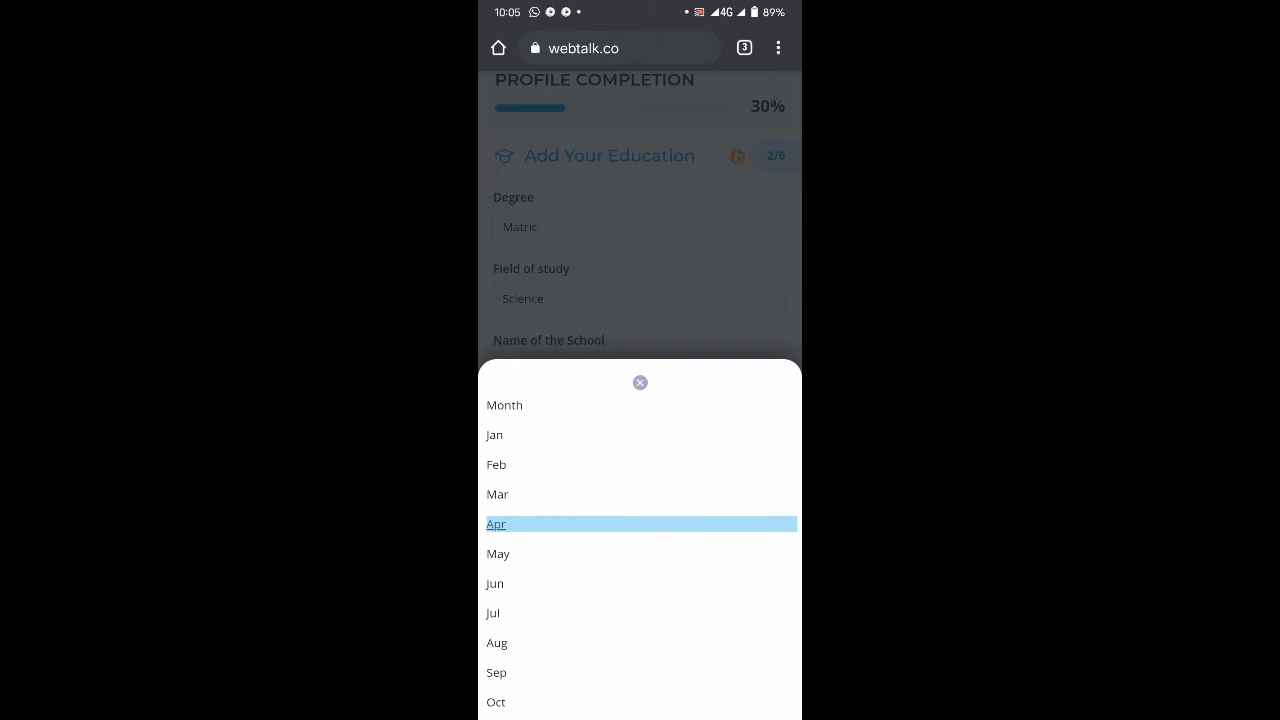 10:05 4G 89%
webtalk.co 3
PROFILE COMPLETION
30%
Add Your Education 2/6
Degree
Matric
Field of study
Science
Name of the School
Month
Jan
Feb
Mar
Apr
May
Jun
Jul
Aug
Sep
Oct